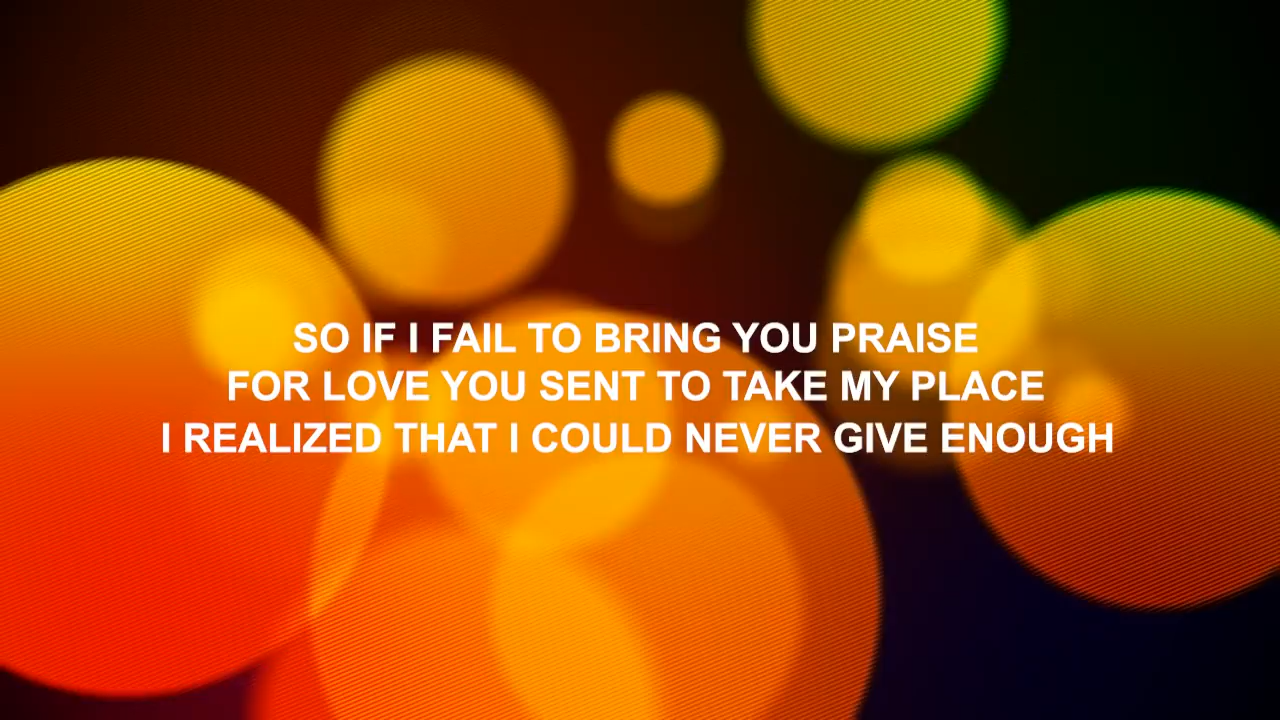 SO IF I FAIL TO BRING YOU PRAISE
FOR LOVE YOU SENT TO TAKE MY PLACE
I REALIZED THAT I COULD NEVER GIVE ENOUGH